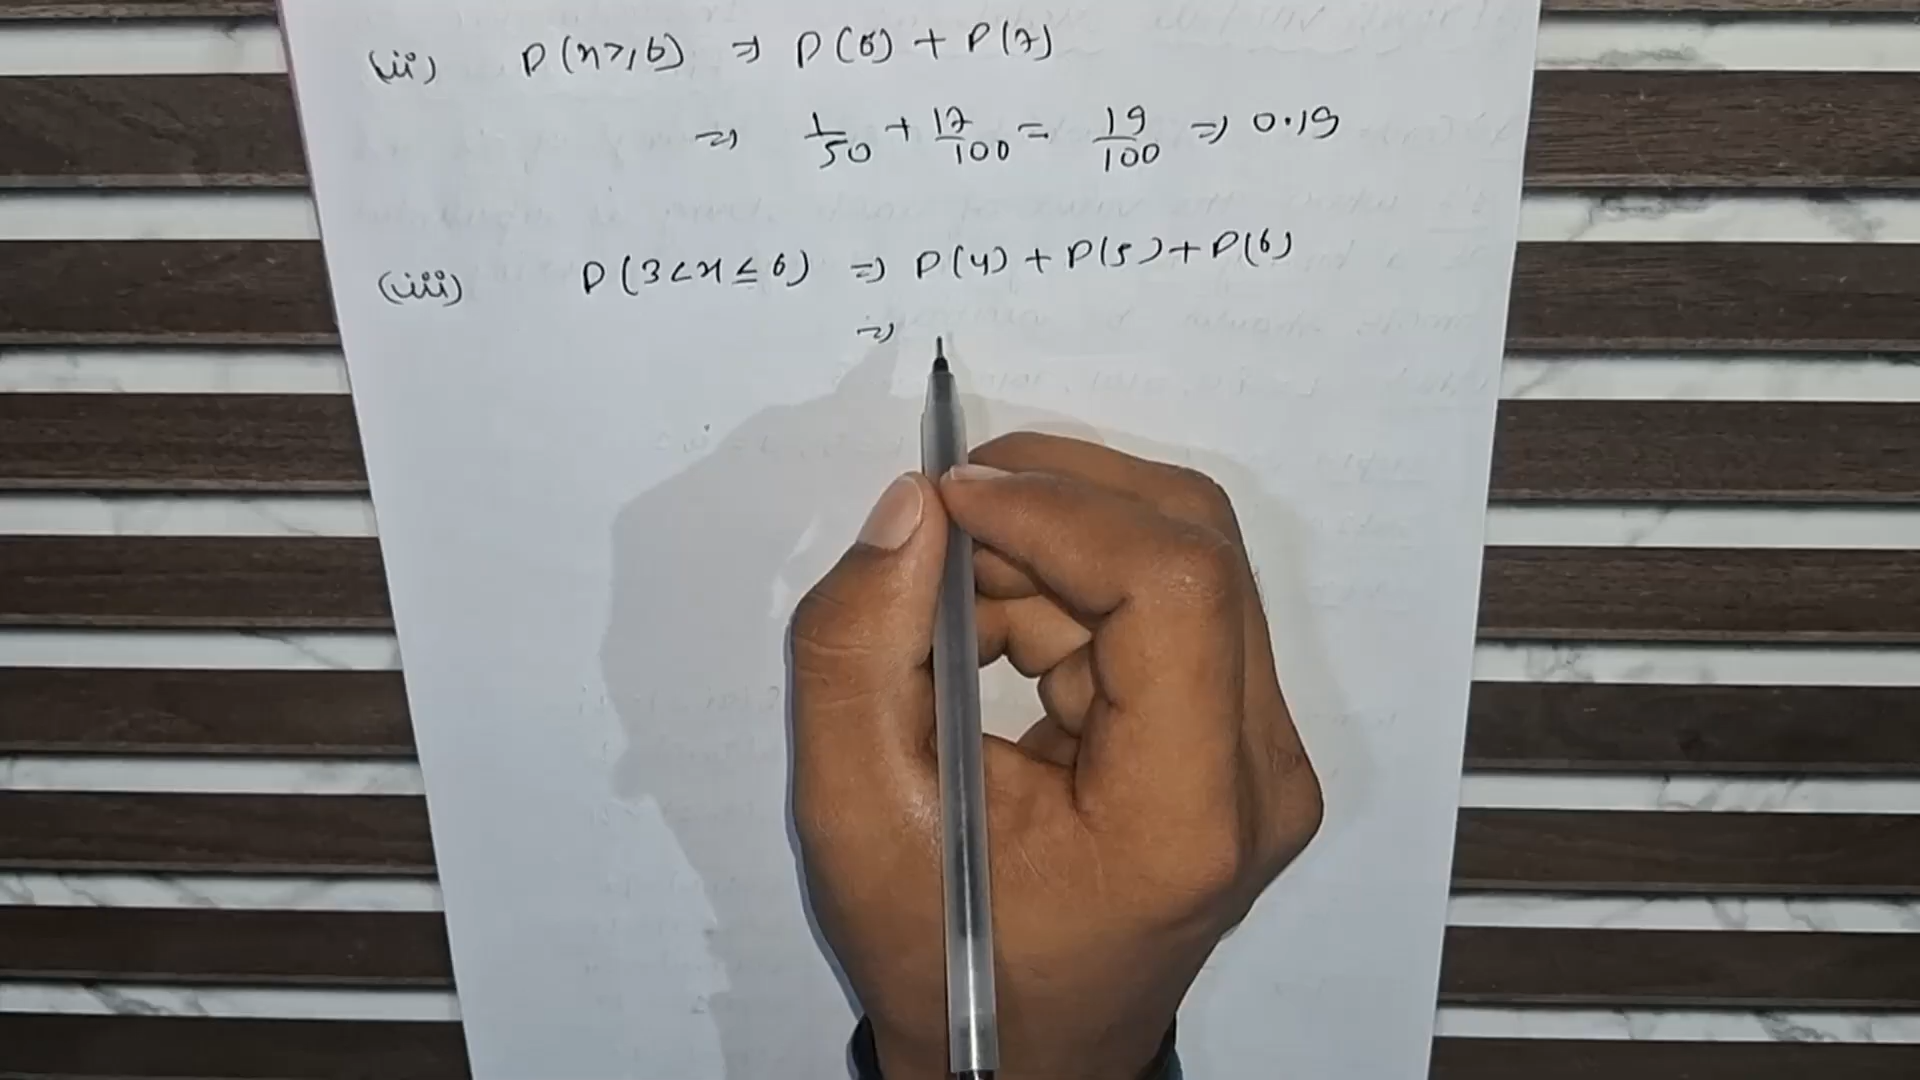 (ii) P(x≥6) ⇒ P(6) + P(7)
⇒ 1/50 + 17/100 = 19/100 ⇒ 0.19
(iii) P(3<x≤6) ⇒ P(4) + P(5) + P(6)
⇒